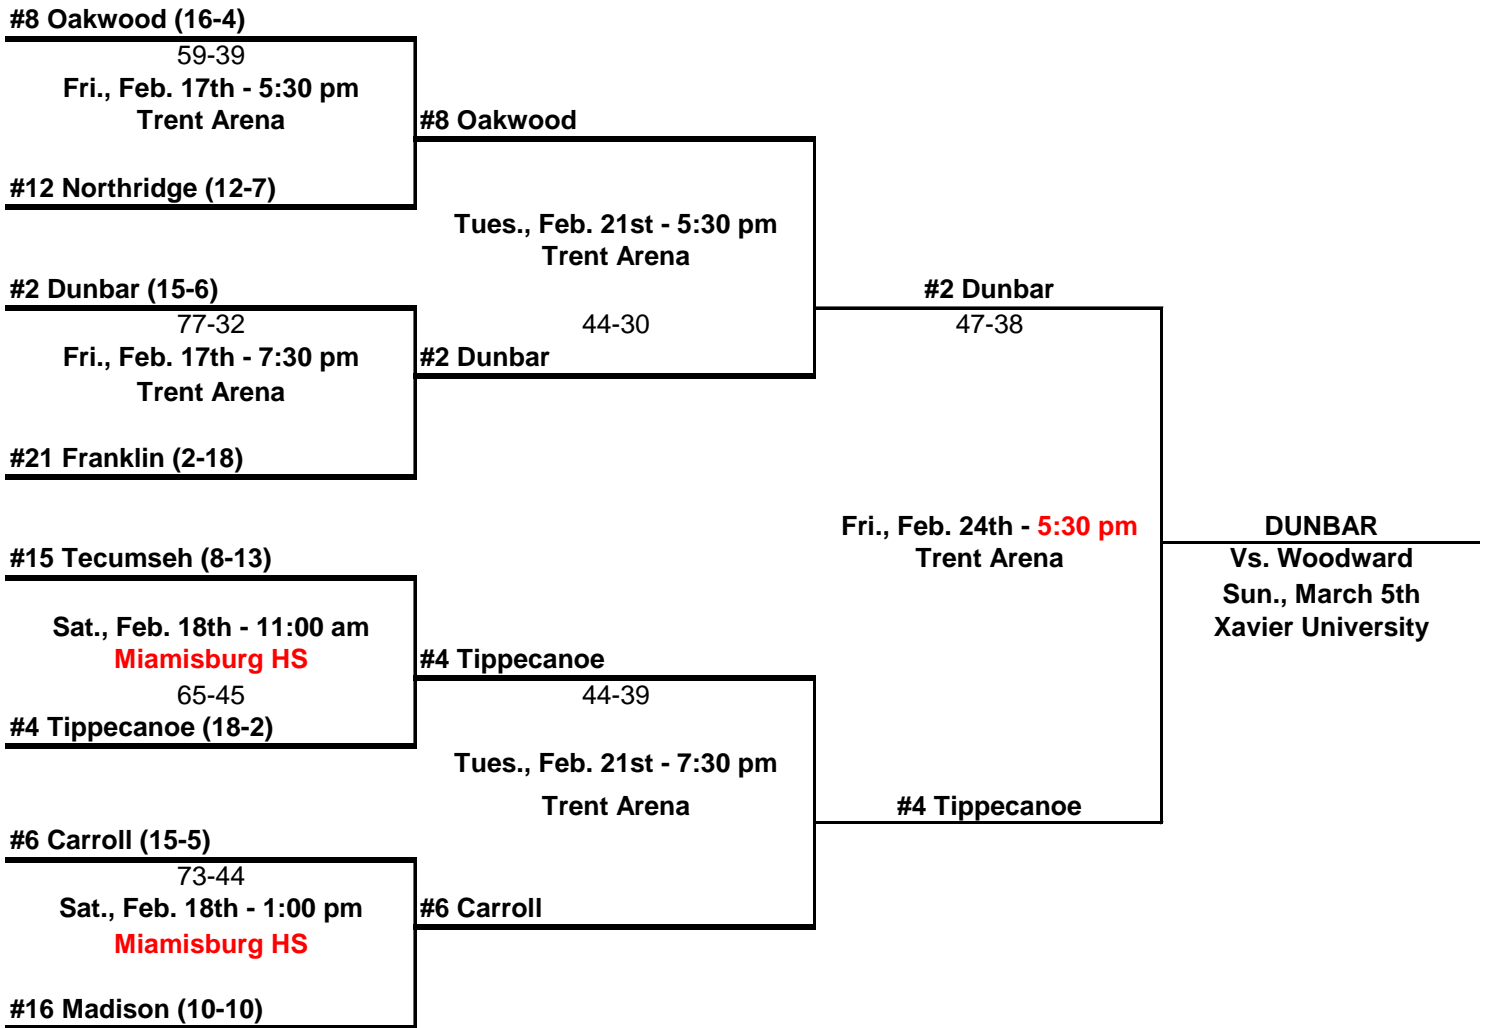 #8 Oakwood (16-4)
59-39
Fri., Feb. 17th - 5:30 pm
Trent Arena
#8 Oakwood
#12 Northridge (12-7)
Tues., Feb. 21st - 5:30 pm
Trent Arena
#2 Dunbar (15-6)
#2 Dunbar
77-32
44-30
47-38
Fri., Feb. 17th - 7:30 pm
#2 Dunbar
Trent Arena
#21 Franklin (2-18)
Fri., Feb. 24th - 5:30 pm
DUNBAR
#15 Tecumseh (8-13)
Trent Arena
Vs. Woodward
Sun., March 5th
Sat., Feb. 18th - 11:00 am
Xavier University
Miamisburg HS
#4 Tippecanoe
65-45
44-39
#4 Tippecanoe (18-2)
Tues., Feb. 21st - 7:30 pm
Trent Arena
#4 Tippecanoe
#6 Carroll (15-5)
73-44
Sat., Feb. 18th - 1:00 pm
#6 Carroll
Miamisburg HS
#16 Madison (10-10)